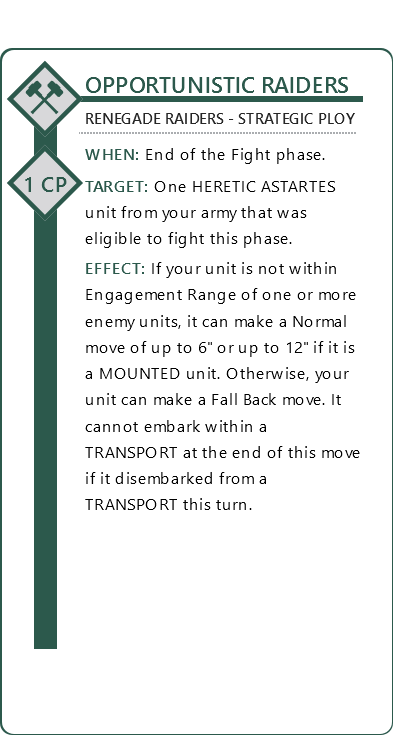 OPPORTUNISTIC RAIDERS
RENEGADE RAIDERS - STRATEGIC PLOY
WHEN: End of the Fight phase.
1 CP
TARGET: One HERETIC ASTARTES
unit from your army that was
eligible to fight this phase.
EFFECT: If your unit is not within
Engagement Range of one or more
enemy units, it can make a Normal
move of up to 6" or up to 12" if it is
a MOUNTED unit. Otherwise, your
unit can make a Fall Back move. It
cannot embark within a
TRANSPORT at the end of this move
if it disembarked from a
TRANSPORT this turn.